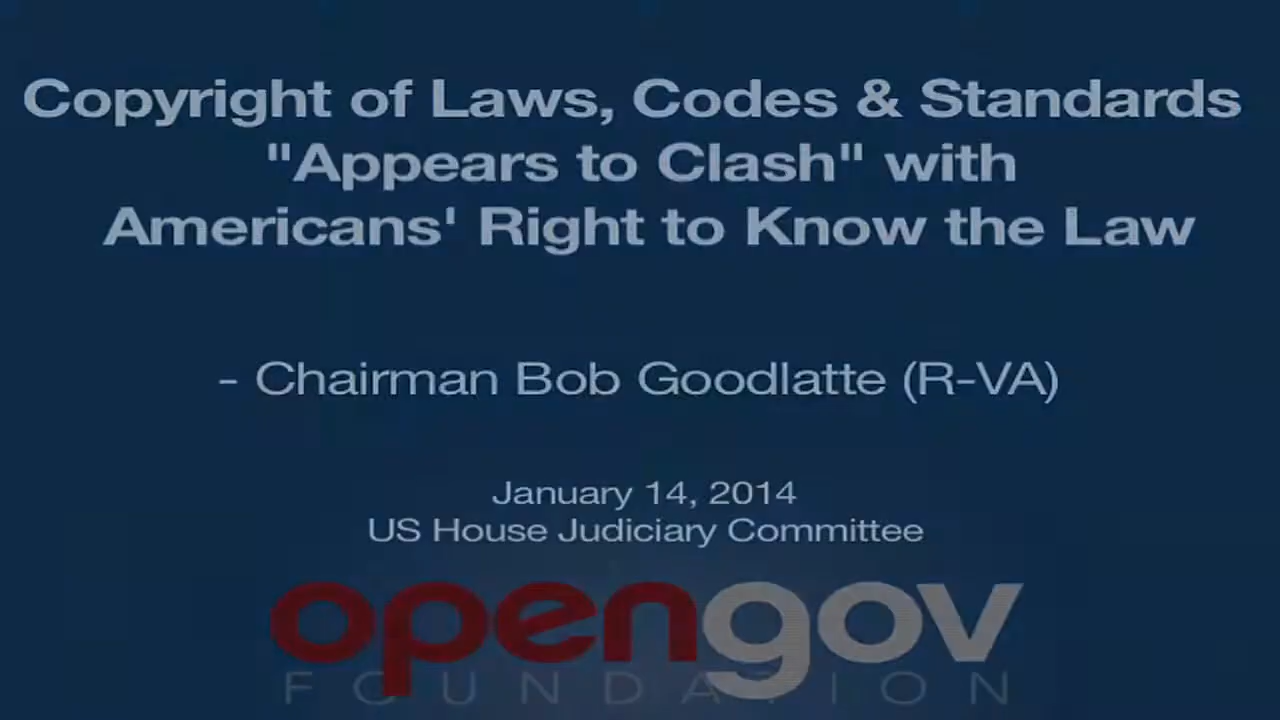 Copyright of Laws, Codes & Standards
"Appears to Clash" with
Americans' Right to Know the Law
- Chairman Bob Goodlatte (R-VA)
January 14, 2014
US House Judiciary Committee
opengov
FOUNDATION